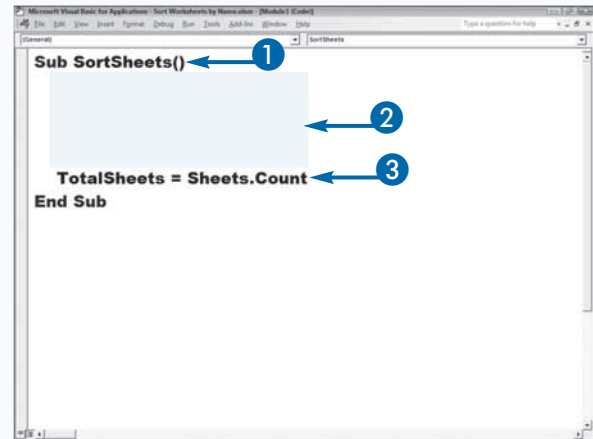 Microsoft Visual Basic for Applications - Sort Worksheets by Name.xlsm - [Module1 (Code)]
File Edit View Insert Format Debug Run Tools Add-Ins Window Help Type a question for help
(General) SortSheets
Sub SortSheets() 1
2
TotalSheets = Sheets.Count 3
End Sub